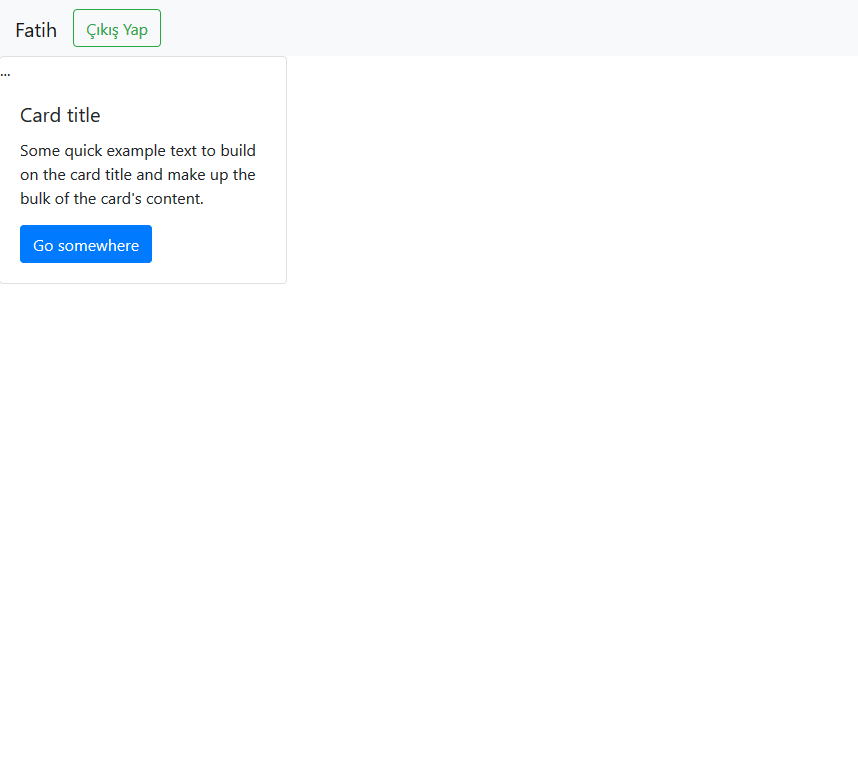 Fatih Çıkış Yap
...
Card title
Some quick example text to build
on the card title and make up the
bulk of the card's content.
Go somewhere